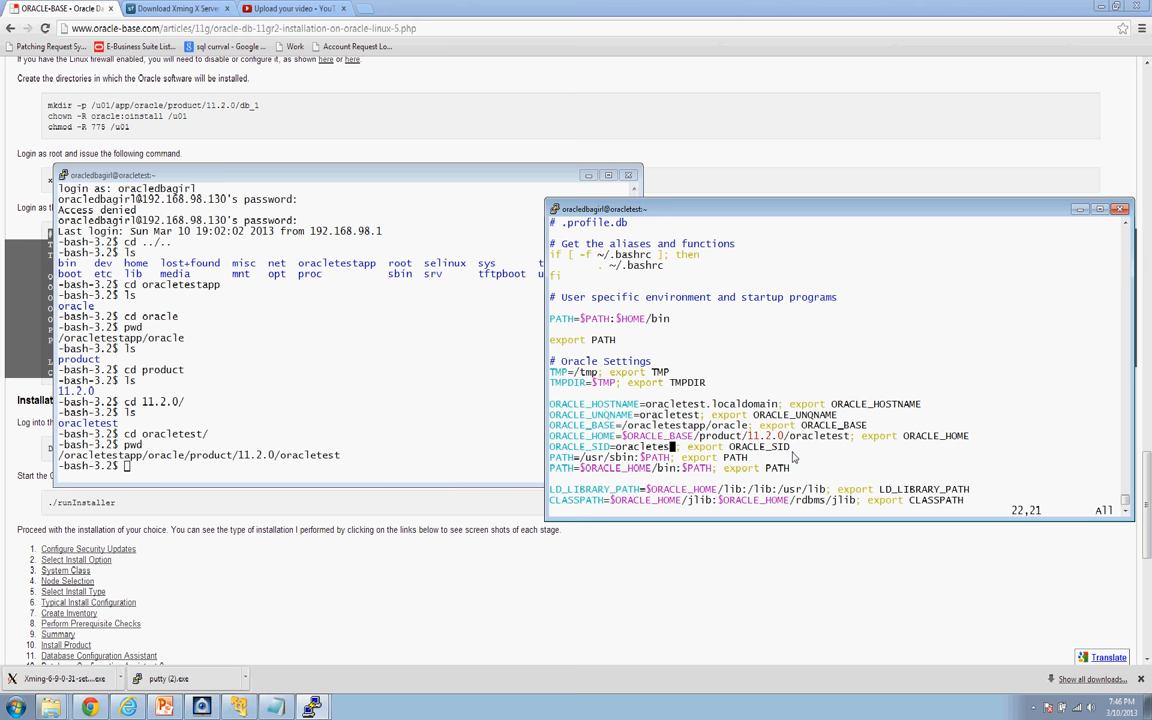 ORACLE-BASE - Oracle Da
Download Xming X Server
Upload your video - YouT
www.oracle-base.com/articles/11g/oracle-db-11gr2-installation-on-oracle-linux-5.php
Patching Request Sy...
E-Business Suite List...
sql currval - Google ...
Work
Account Request Lo...
If you have the Linux firewall enabled, you will need to disable or configure it, as shown here or here.
Create the directories in which the Oracle software will be installed.
mkdir -p /u01/app/oracle/product/11.2.0/db_1
chown -R oracle:oinstall /u01
chmod -R 775 /u01
Login as root and issue the following command.
Login as th
oracledbagirl@oracletest:~
login as: oracledbagirl
oracledbagirl@192.168.98.130's password:
Access denied
oracledbagirl@192.168.98.130's password:
Last login: Sun Mar 10 19:02:02 2013 from 192.168.98.1
-bash-3.2$ cd ../..
-bash-3.2$ ls
bin dev home lost+found misc net oracletestapp root selinux sys t
boot etc lib media mnt opt proc sbin srv tftpboot u
-bash-3.2$ cd oracletestapp
-bash-3.2$ ls
oracle
-bash-3.2$ cd oracle
-bash-3.2$ pwd
/oracletestapp/oracle
-bash-3.2$ ls
product
-bash-3.2$ cd product
-bash-3.2$ ls
11.2.0
-bash-3.2$ cd 11.2.0/
-bash-3.2$ ls
oracletest
-bash-3.2$ cd oracletest/
-bash-3.2$ pwd
/oracletestapp/oracle/product/11.2.0/oracletest
-bash-3.2$
oracledbagirl@oracletest:~
# .profile.db
# Get the aliases and functions
if [ -f ~/.bashrc ]; then
. ~/.bashrc
fi
# User specific environment and startup programs
PATH=$PATH:$HOME/bin
export PATH
# Oracle Settings
TMP=/tmp; export TMP
TMPDIR=$TMP; export TMPDIR
ORACLE_HOSTNAME=oracletest.localdomain; export ORACLE_HOSTNAME
ORACLE_UNQNAME=oracletest; export ORACLE_UNQNAME
ORACLE_BASE=/oracletestapp/oracle; export ORACLE_BASE
ORACLE_HOME=$ORACLE_BASE/product/11.2.0/oracletest; export ORACLE_HOME
ORACLE_SID=oracletes ; export ORACLE_SID
PATH=/usr/sbin:$PATH; export PATH
PATH=$ORACLE_HOME/bin:$PATH; export PATH
LD_LIBRARY_PATH=$ORACLE_HOME/lib:/lib:/usr/lib; export LD_LIBRARY_PATH
CLASSPATH=$ORACLE_HOME/jlib:$ORACLE_HOME/rdbms/jlib; export CLASSPATH
22,21 All
Installa
Log into th
D
Start the O
./runInstaller
Proceed with the installation of your choice. You can see the type of installation I performed by clicking on the links below to see screen shots of each stage.
1. Configure Security Updates
2. Select Install Option
3. System Class
4. Node Selection
5. Select Install Type
6. Typical Install Configuration
7. Create Inventory
8. Perform Prerequisite Checks
9. Summary
10. Install Product
11. Database Configuration Assistant
Translate
Xming-6-9-0-31-set....exe
putty (2).exe
Show all downloads...
7:46 PM
3/10/2013